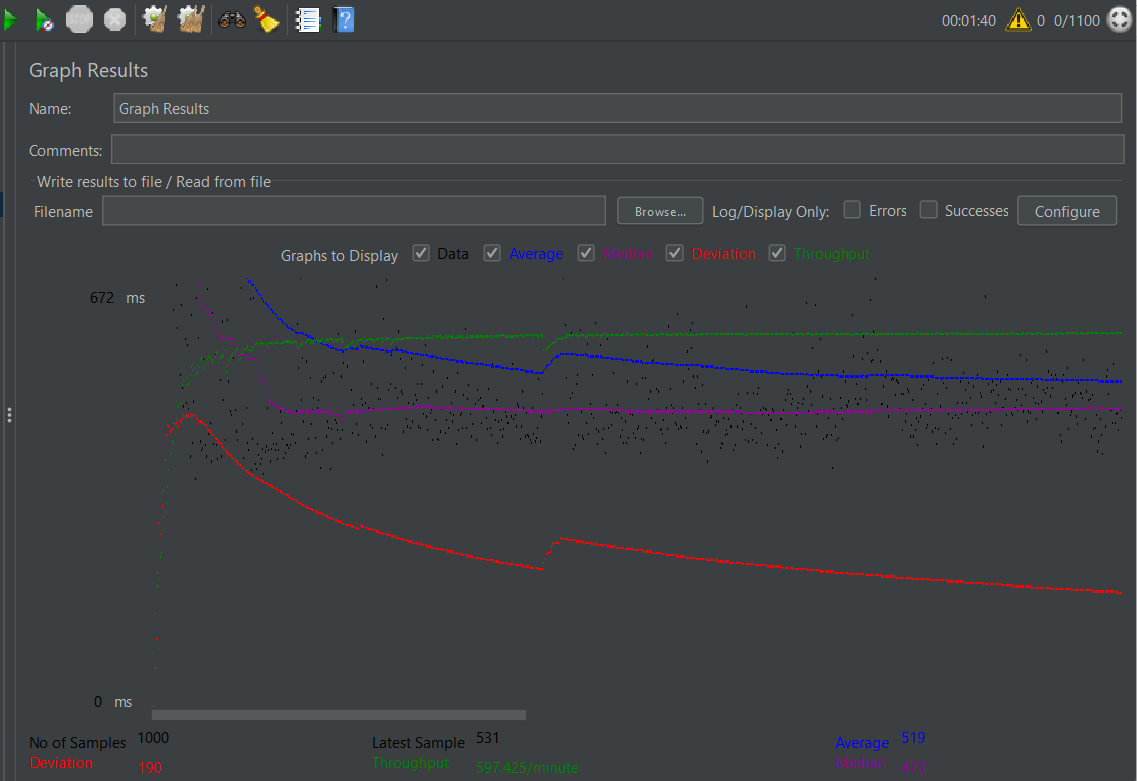 STOP
00:01:40 0 0/1100
Graph Results
Name: Graph Results
Comments:
Write results to file / Read from file
Filename Browse... Log/Display Only: Errors Successes Configure
Graphs to Display Data Average Median Deviation Throughput
672 ms
0 ms
No of Samples 1000 Latest Sample 531 Average 519
Deviation 190 Throughput 597.425/minute Median 473